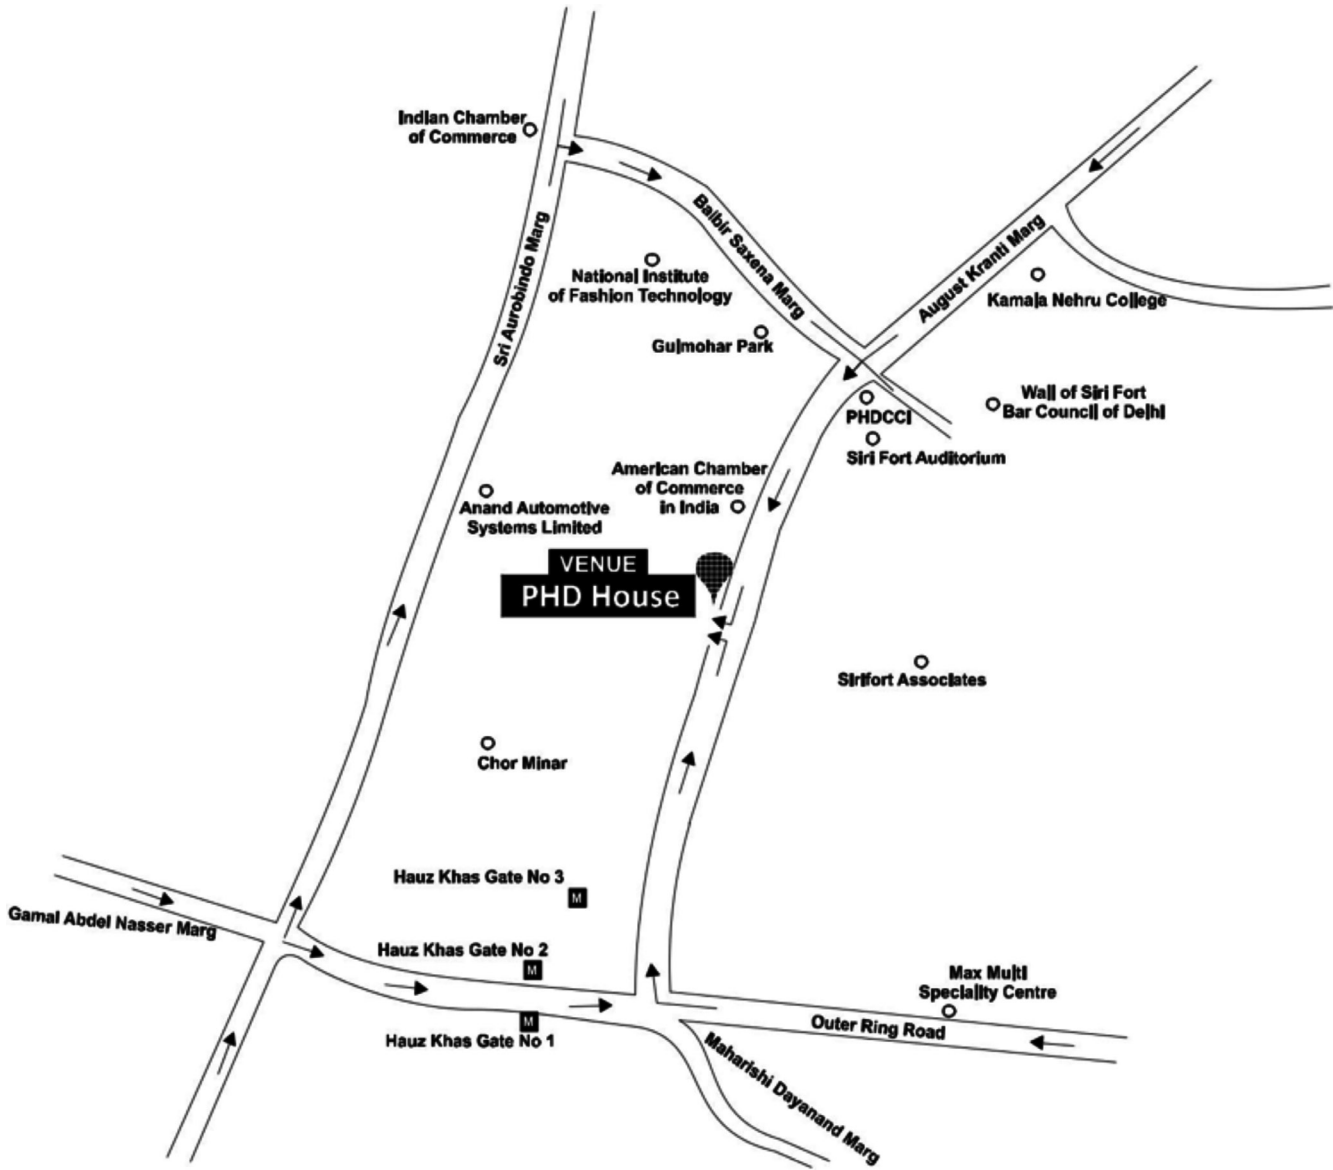 Indian Chamber
of Commerce
Sri Aurobindo Marg
Balbir Saxena Marg
August Kranti Marg
National Institute
of Fashion Technology
Kamala Nehru College
Gulmohar Park
Wall of Siri Fort
Bar Council of Delhi
PHDCCI
Siri Fort Auditorium
American Chamber
of Commerce
in India
Anand Automotive
Systems Limited
VENUE
PHD House
Sirifort Associates
Chor Minar
Hauz Khas Gate No 3
M
Gamal Abdel Nasser Marg
Hauz Khas Gate No 2
M
M
Hauz Khas Gate No 1
Max Multi
Speciality Centre
Outer Ring Road
Maharishi Dayanand Marg